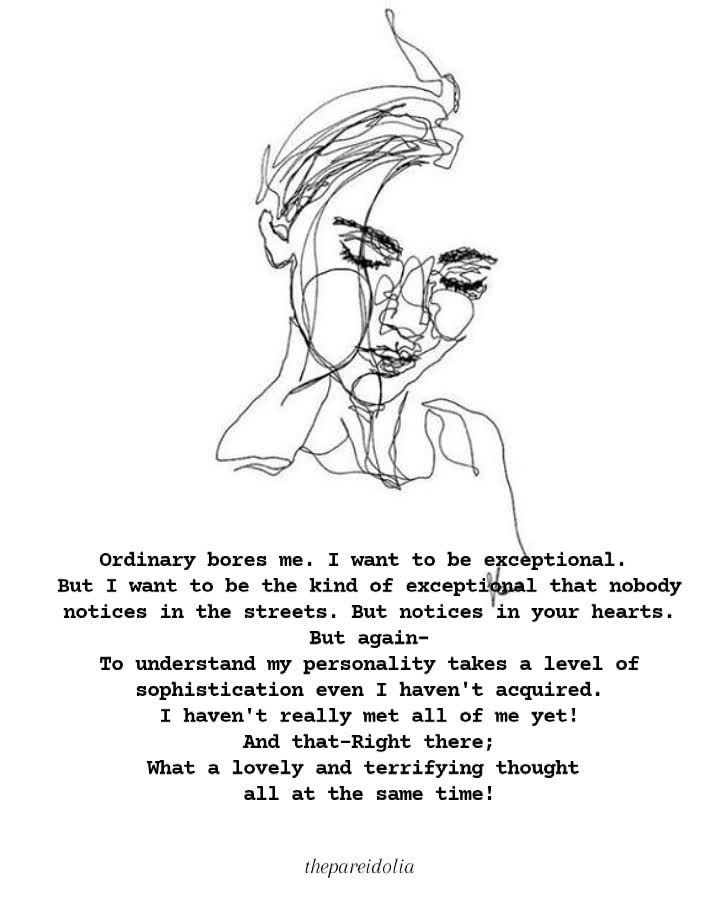 Ordinary bores me. I want to be exceptional.
But I want to be the kind of exceptional that nobody
notices in the streets. But notices in your hearts.
But again-
To understand my personality takes a level of
sophistication even I haven't acquired.
I haven't really met all of me yet!
And that-Right there;
What a lovely and terrifying thought
all at the same time!
thepareidolia